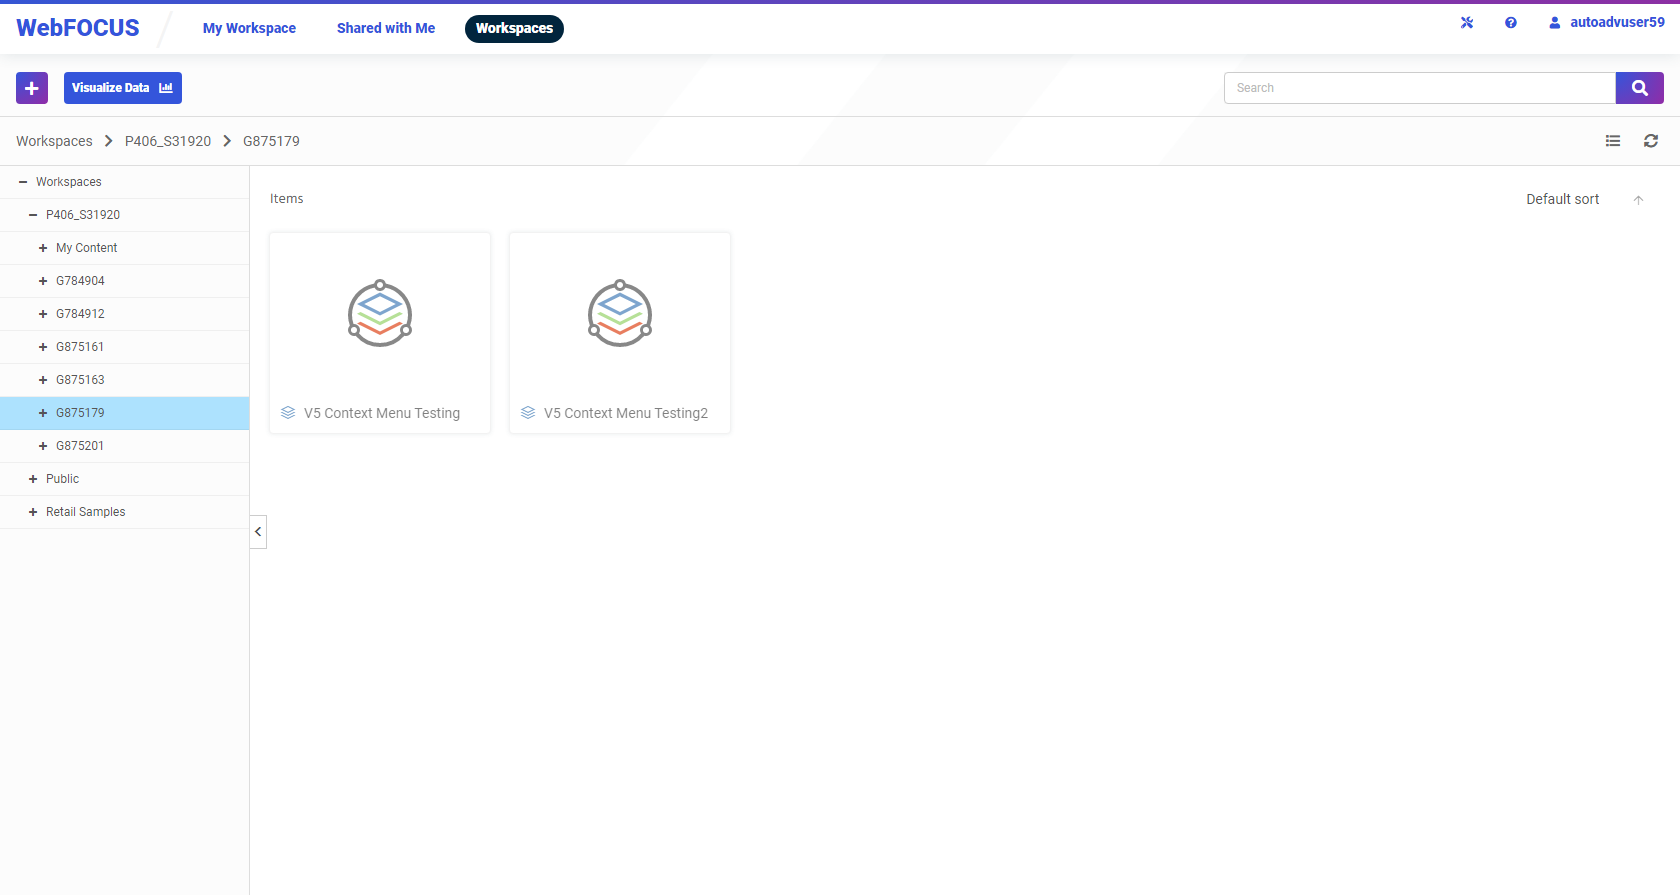 WebFOCUS
My Workspace
Shared with Me
Workspaces
autoadvuser59
Visualize Data
Search
Workspaces
P406_S31920
G875179
Workspaces
P406_S31920
My Content
G784904
G784912
G875161
G875163
G875179
G875201
Public
Retail Samples
Items
Default sort
V5 Context Menu Testing
V5 Context Menu Testing2